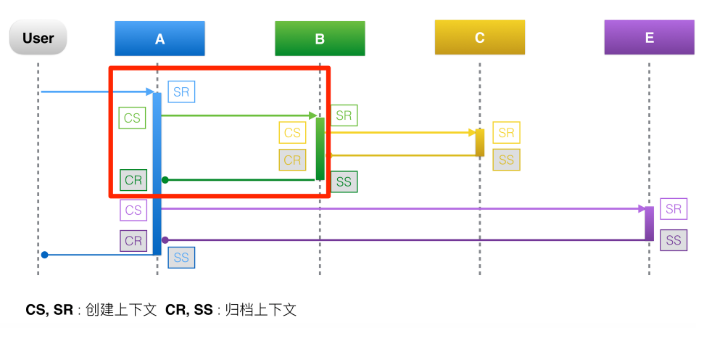 User
A
B
C
E
SR
CS
SR
CS
SR
CR
SS
CR
SS
CS
SR
CR
SS
SS
CS, SR : 创建上下文 CR, SS : 归档上下文